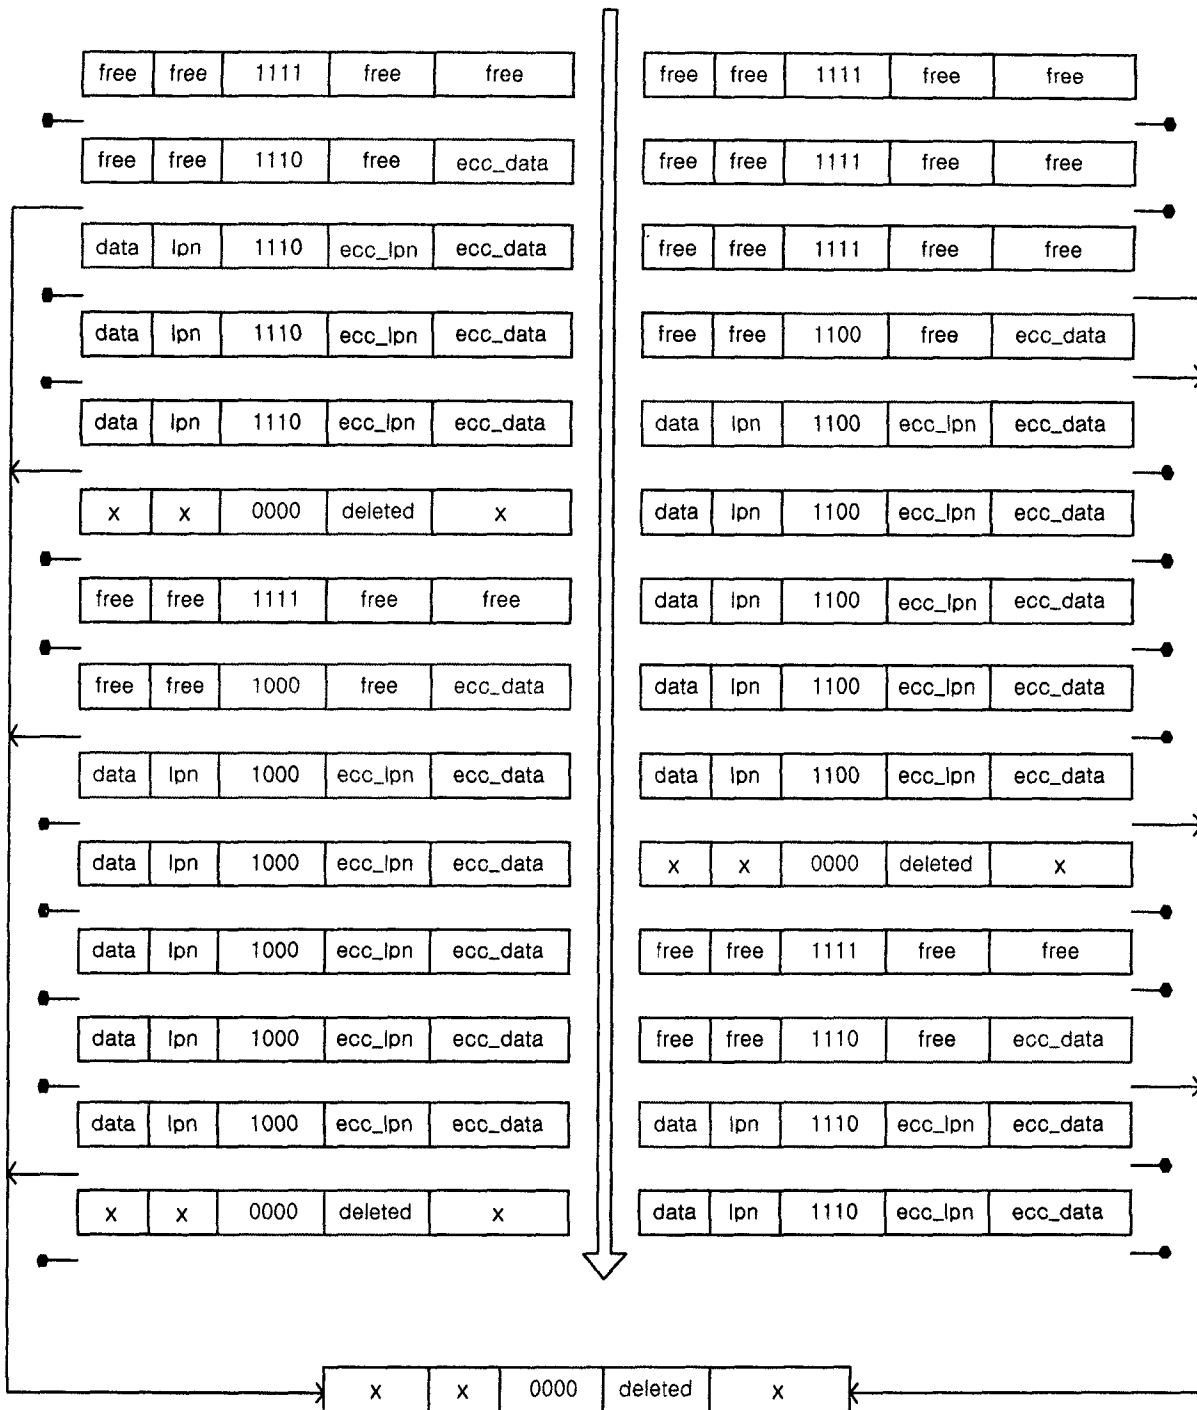 free free 1111 free free
free free 1110 free ecc_data
data lpn 1110 ecc_lpn ecc_data
data lpn 1110 ecc_lpn ecc_data
data lpn 1110 ecc_lpn ecc_data
x x 0000 deleted x
free free 1111 free free
free free 1000 free ecc_data
data lpn 1000 ecc_lpn ecc_data
data lpn 1000 ecc_lpn ecc_data
data lpn 1000 ecc_lpn ecc_data
data lpn 1000 ecc_lpn ecc_data
data lpn 1000 ecc_lpn ecc_data
x x 0000 deleted x
free free 1111 free free
free free 1111 free free
free free 1111 free free
free free 1100 free ecc_data
data lpn 1100 ecc_lpn ecc_data
data lpn 1100 ecc_lpn ecc_data
data lpn 1100 ecc_lpn ecc_data
data lpn 1100 ecc_lpn ecc_data
data lpn 1100 ecc_lpn ecc_data
x x 0000 deleted x
free free 1111 free free
free free 1110 free ecc_data
data lpn 1110 ecc_lpn ecc_data
data lpn 1110 ecc_lpn ecc_data
x x 0000 deleted x